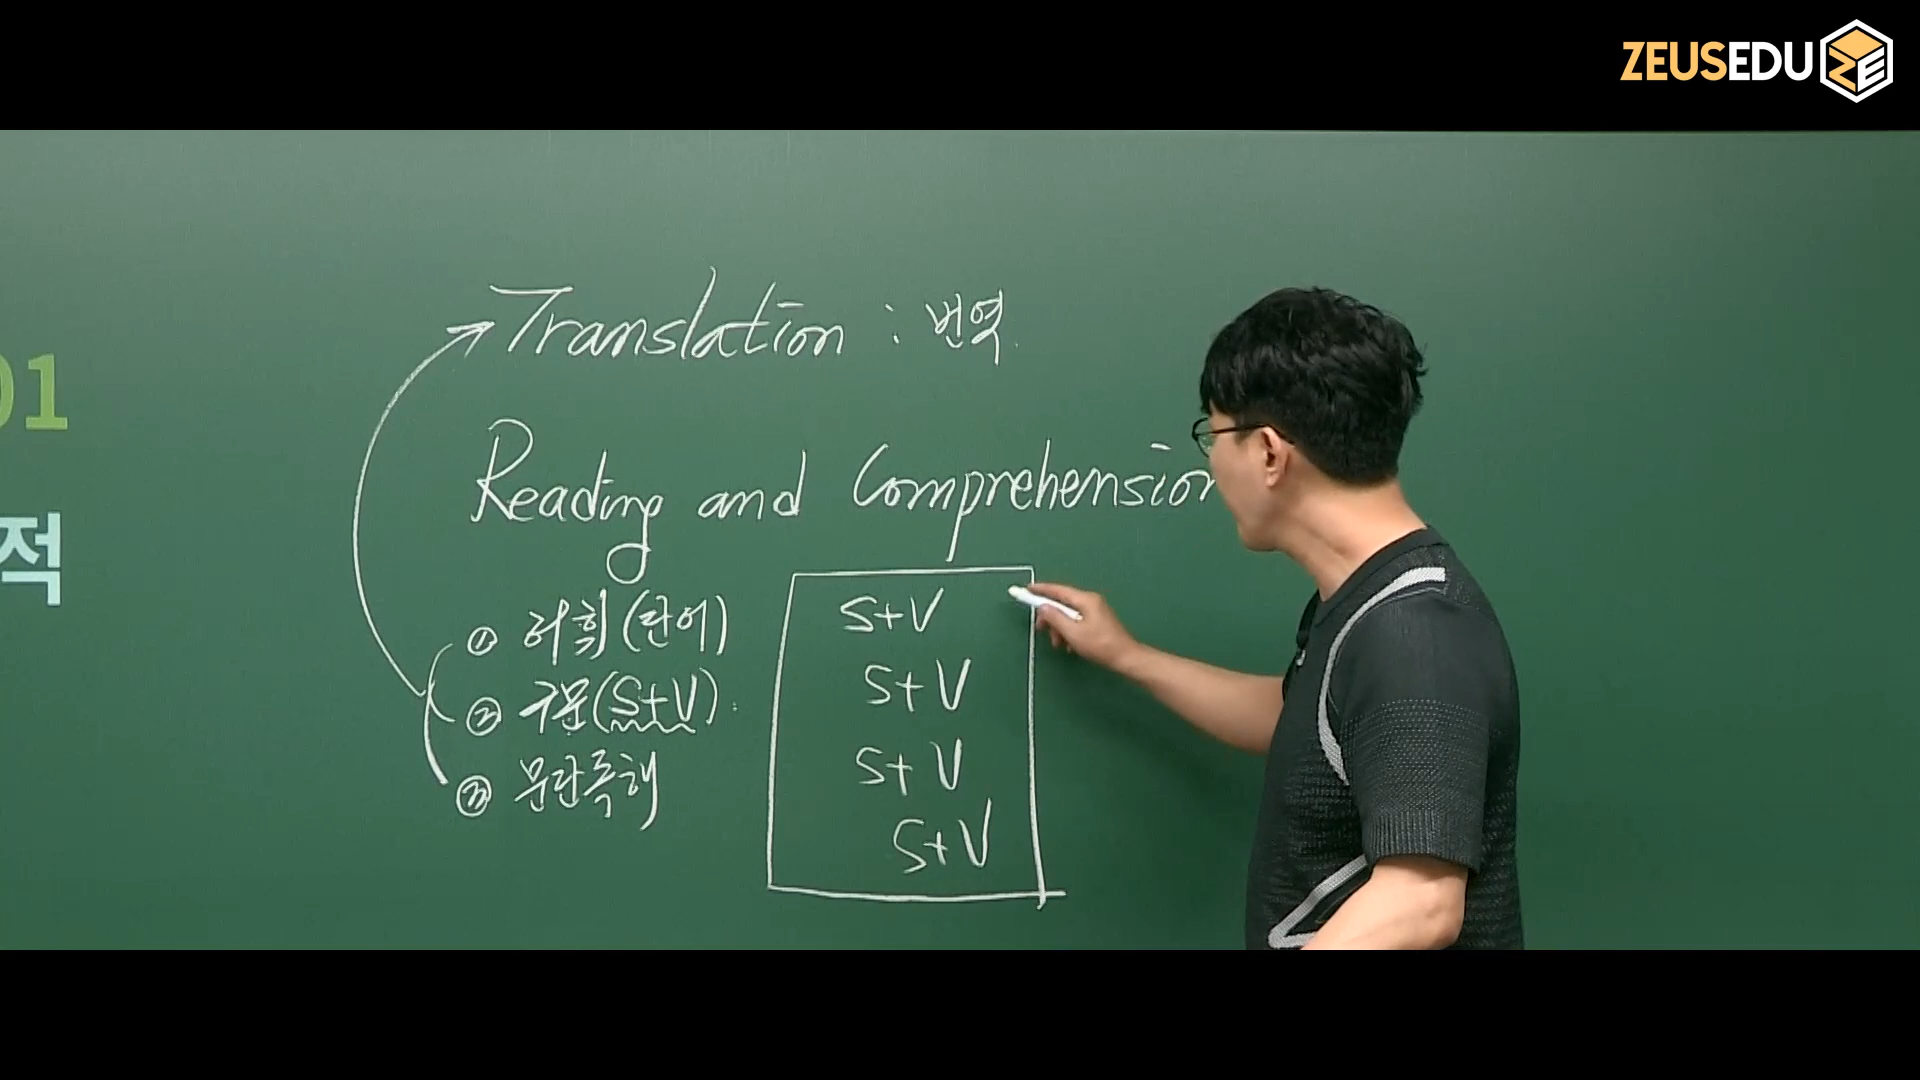 ZEUSEDU
01
적
Translation : 번역.
Reading and Comprehension
① 어휘 (단어)
② 구문 (S+V) :
③ 문단독해
S+V
S+V
S+V
S+V